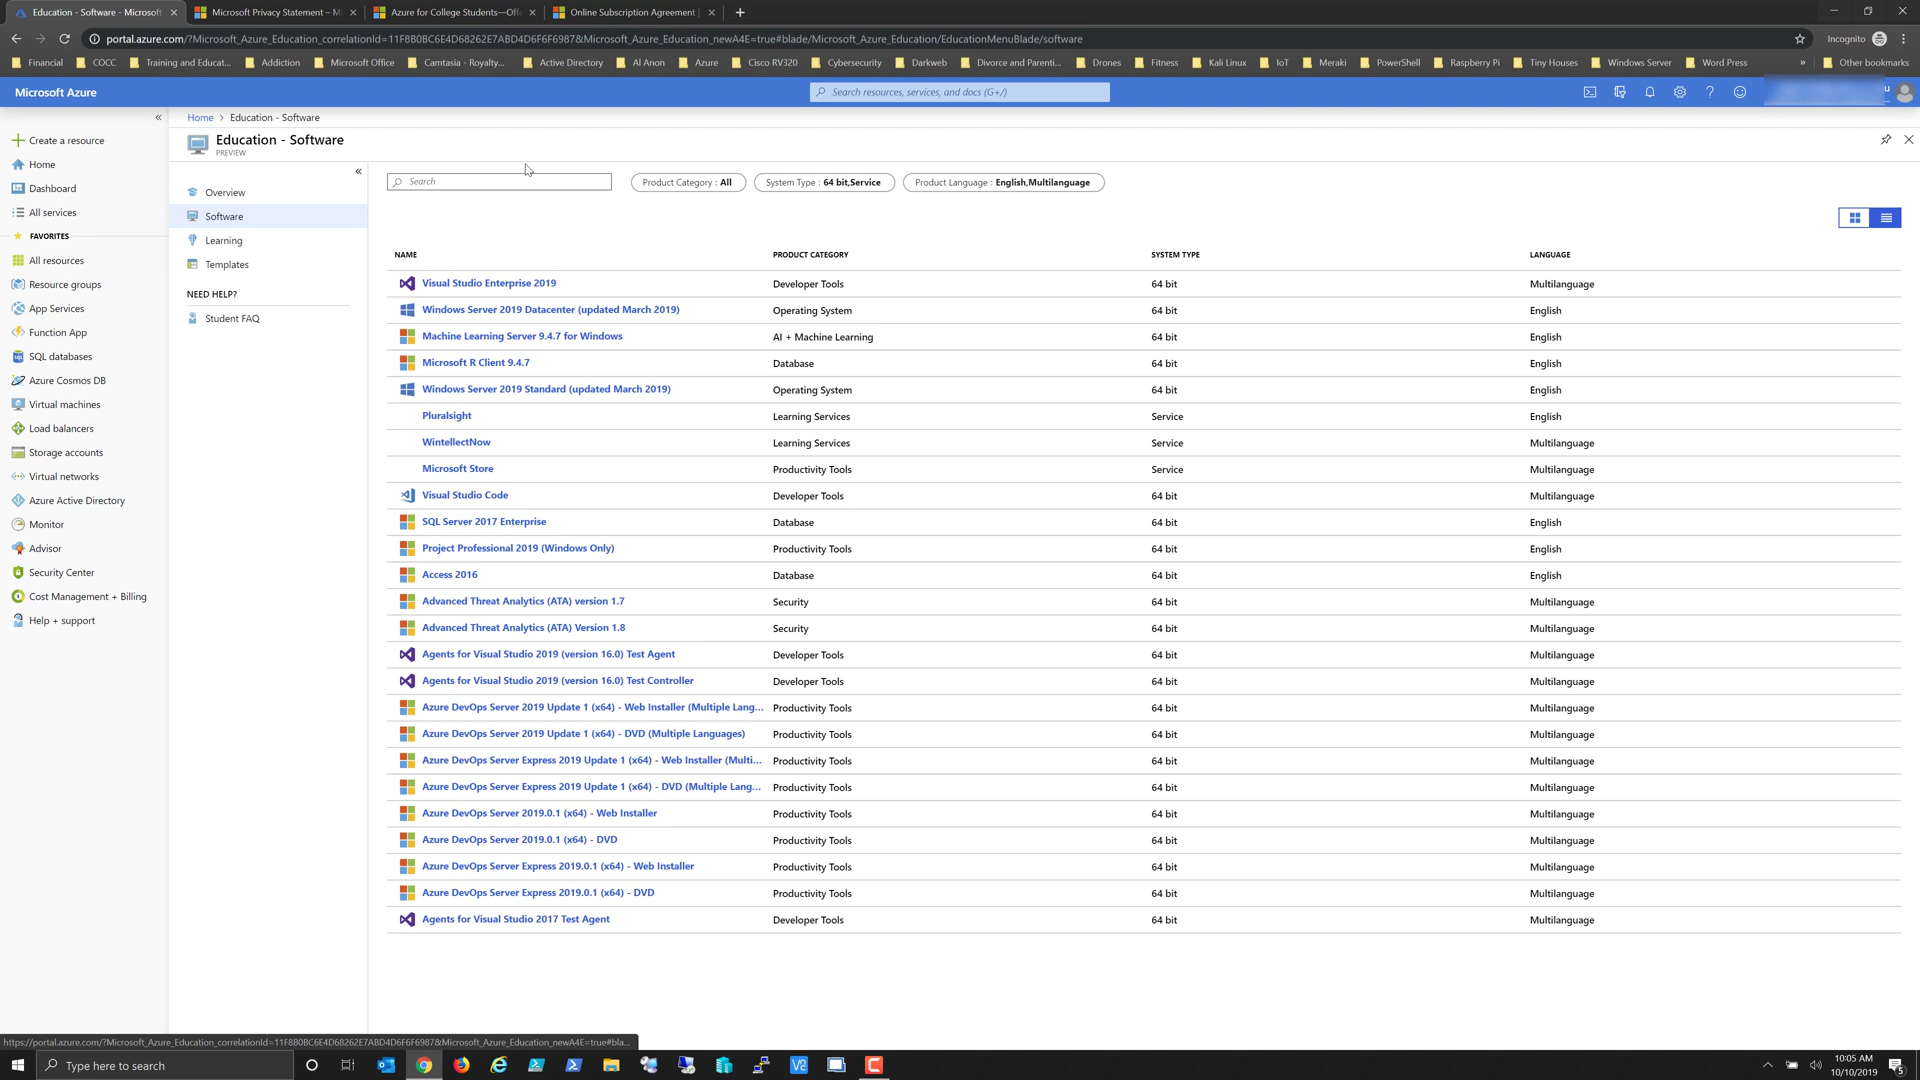 Education - Software - Microsoft
Microsoft Privacy Statement – Mi
Azure for College Students—Offe
Online Subscription Agreement |
portal.azure.com/?Microsoft_Azure_Education_correlationId=11F8B0BC6E4D68262E7ABD4D6F6F6987&Microsoft_Azure_Education_newA4E=true#blade/Microsoft_Azure_Education/EducationMenuBlade/software
Incognito
Financial
COCC
Training and Educat...
Addiction
Microsoft Office
Camtasia - Royalty...
Active Directory
Al Anon
Azure
Cisco RV320
Cybersecurity
Darkweb
Divorce and Parenti...
Drones
Fitness
Kali Linux
IoT
Meraki
PowerShell
Raspberry Pi
Tiny Houses
Windows Server
Word Press
»
Other bookmarks
Microsoft Azure
Search resources, services, and docs (G+/)
«
Create a resource
Home
Dashboard
All services
FAVORITES
All resources
Resource groups
App Services
Function App
SQL databases
Azure Cosmos DB
Virtual machines
Load balancers
Storage accounts
Virtual networks
Azure Active Directory
Monitor
Advisor
Security Center
Cost Management + Billing
Help + support
Home > Education - Software
Education - Software
PREVIEW
«
Overview
Software
Learning
Templates
NEED HELP?
Student FAQ
Search
Product Category : All
System Type : 64 bit,Service
Product Language : English,Multilanguage
NAME PRODUCT CATEGORY SYSTEM TYPE LANGUAGE
Visual Studio Enterprise 2019 Developer Tools 64 bit Multilanguage
Windows Server 2019 Datacenter (updated March 2019) Operating System 64 bit English
Machine Learning Server 9.4.7 for Windows AI + Machine Learning 64 bit English
Microsoft R Client 9.4.7 Database 64 bit English
Windows Server 2019 Standard (updated March 2019) Operating System 64 bit English
Pluralsight Learning Services Service English
WintellectNow Learning Services Service Multilanguage
Microsoft Store Productivity Tools Service Multilanguage
Visual Studio Code Developer Tools 64 bit Multilanguage
SQL Server 2017 Enterprise Database 64 bit English
Project Professional 2019 (Windows Only) Productivity Tools 64 bit English
Access 2016 Database 64 bit English
Advanced Threat Analytics (ATA) version 1.7 Security 64 bit Multilanguage
Advanced Threat Analytics (ATA) Version 1.8 Security 64 bit Multilanguage
Agents for Visual Studio 2019 (version 16.0) Test Agent Developer Tools 64 bit Multilanguage
Agents for Visual Studio 2019 (version 16.0) Test Controller Developer Tools 64 bit Multilanguage
Azure DevOps Server 2019 Update 1 (x64) - Web Installer (Multiple Lang... Productivity Tools 64 bit Multilanguage
Azure DevOps Server 2019 Update 1 (x64) - DVD (Multiple Languages) Productivity Tools 64 bit Multilanguage
Azure DevOps Server Express 2019 Update 1 (x64) - Web Installer (Multi... Productivity Tools 64 bit Multilanguage
Azure DevOps Server Express 2019 Update 1 (x64) - DVD (Multiple Lang... Productivity Tools 64 bit Multilanguage
Azure DevOps Server 2019.0.1 (x64) - Web Installer Productivity Tools 64 bit Multilanguage
Azure DevOps Server 2019.0.1 (x64) - DVD Productivity Tools 64 bit Multilanguage
Azure DevOps Server Express 2019.0.1 (x64) - Web Installer Productivity Tools 64 bit Multilanguage
Azure DevOps Server Express 2019.0.1 (x64) - DVD Productivity Tools 64 bit Multilanguage
Agents for Visual Studio 2017 Test Agent Developer Tools 64 bit Multilanguage
https://portal.azure.com/?Microsoft_Azure_Education_correlationId=11F8B0BC6E4D68262E7ABD4D6F6F6987&Microsoft_Azure_Education_newA4E=true#bla...
Type here to search
10:05 AM
10/10/2019
5